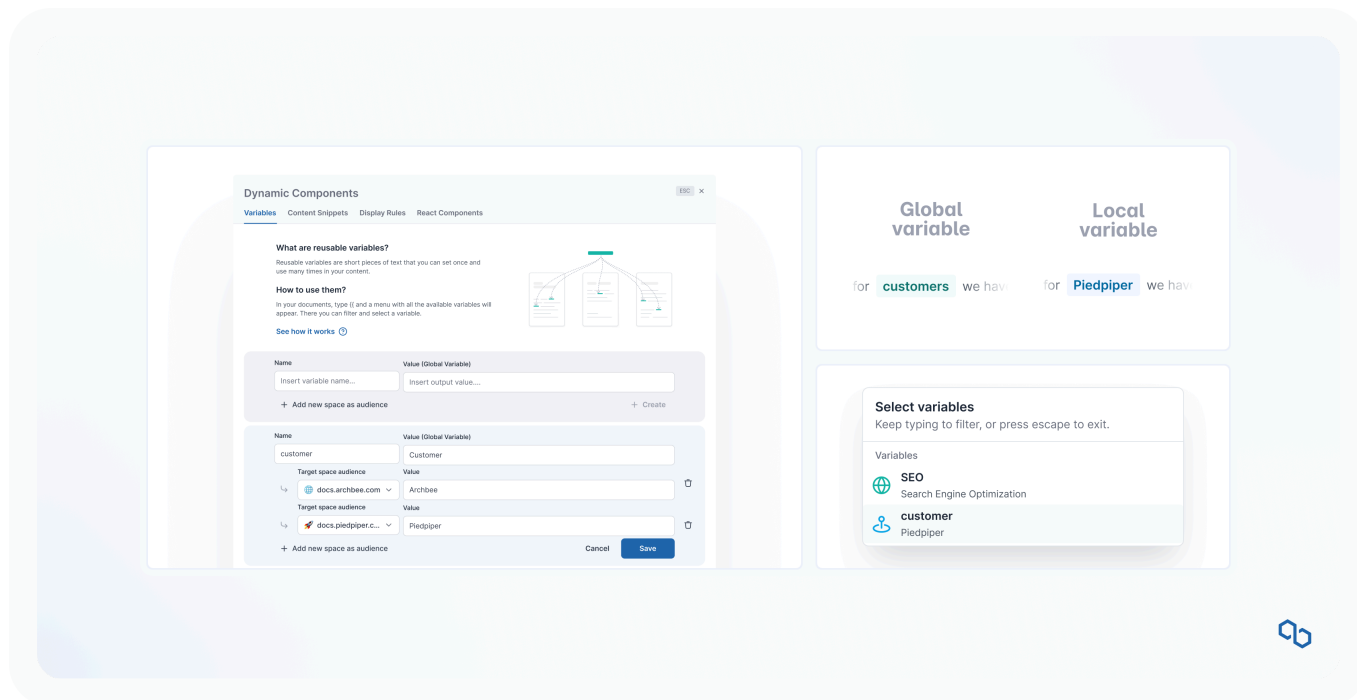 Dynamic Components
ESC ×
Variables Content Snippets Display Rules React Components
What are reusable variables?
Reusable variables are short pieces of text that you can set once and
use many times in your content.
How to use them?
In your documents, type {{ and a menu with all the available variables will
appear. There you can filter and select a variable.
See how it works
Name
Value (Global Variable)
Insert variable name...
Insert output value....
+ Add new space as audience
+ Create
Name
Value (Global Variable)
customer
Customer
Target space audience
Value
docs.archbee.com
Archbee
Target space audience
Value
docs.piedpiper.c...
Piedpiper
+ Add new space as audience
Cancel
Save
Global
variable
for customers we hav
Local
variable
for Piedpiper we hav
Select variables
Keep typing to filter, or press escape to exit.
Variables
SEO
Search Engine Optimization
customer
Piedpiper